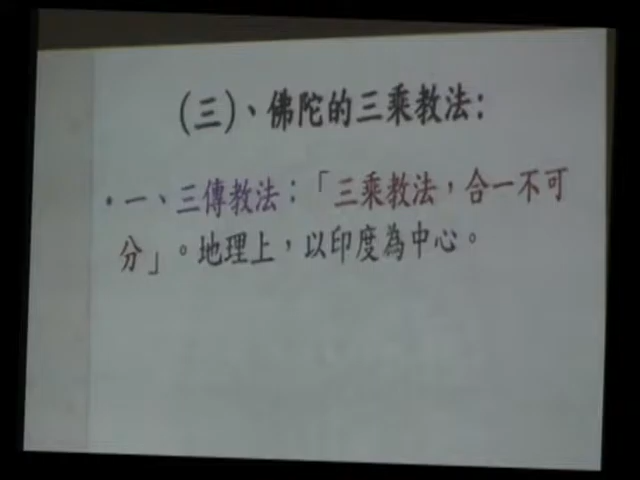 (三)、佛陀的三乘教法:
·一、三傳教法：「三乘教法，合一不可
分」。地理上，以印度為中心。